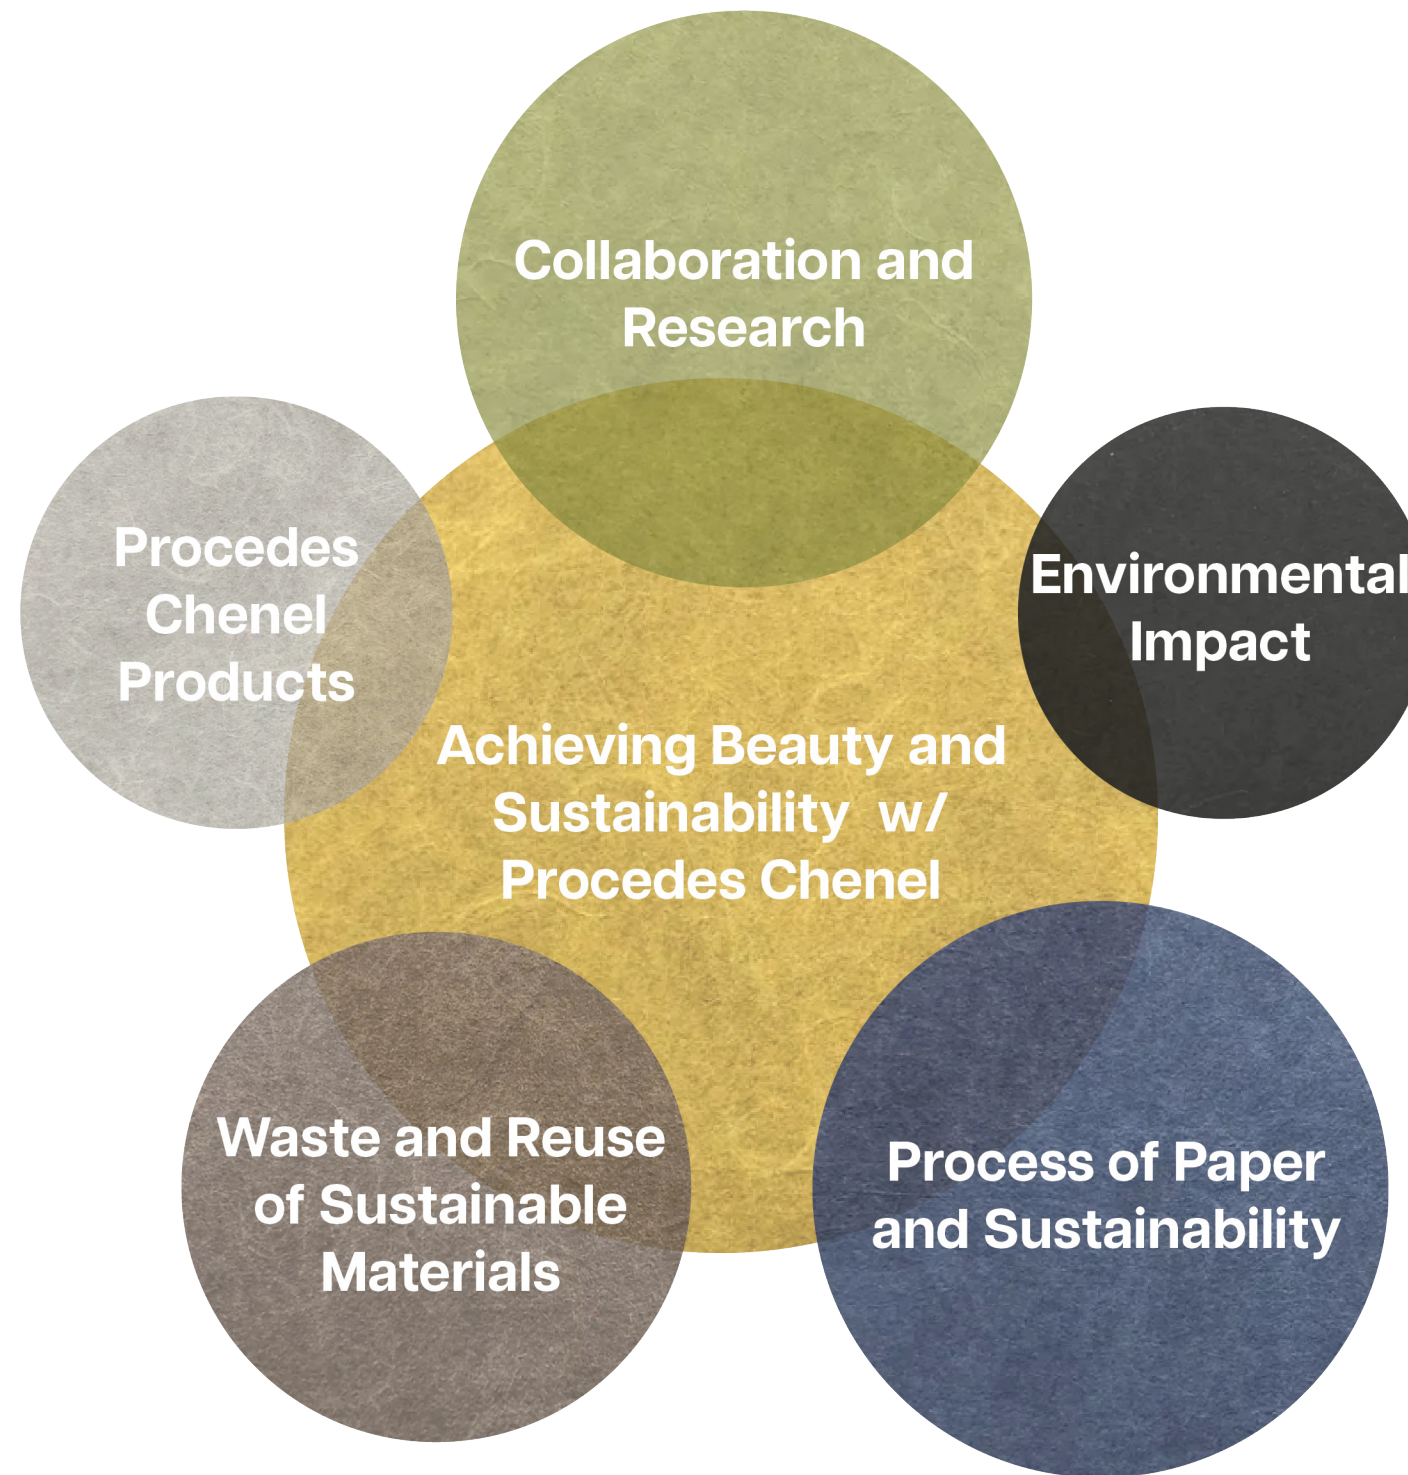 Collaboration and
Research
Procedes
Chenel
Products
Environmental
Impact
Achieving Beauty and
Sustainability w/
Procedes Chenel
Waste and Reuse
of Sustainable
Materials
Process of Paper
and Sustainability